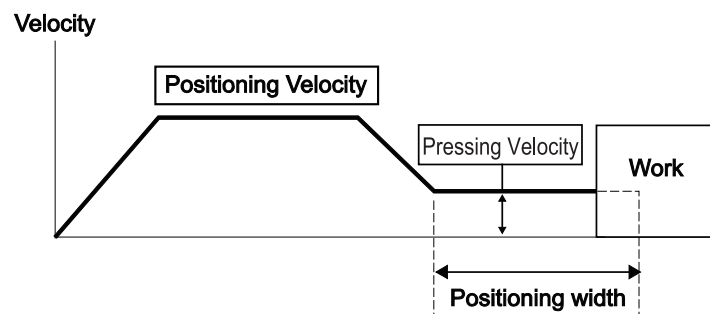 Velocity
Positioning Velocity
Pressing Velocity
Work
Positioning width